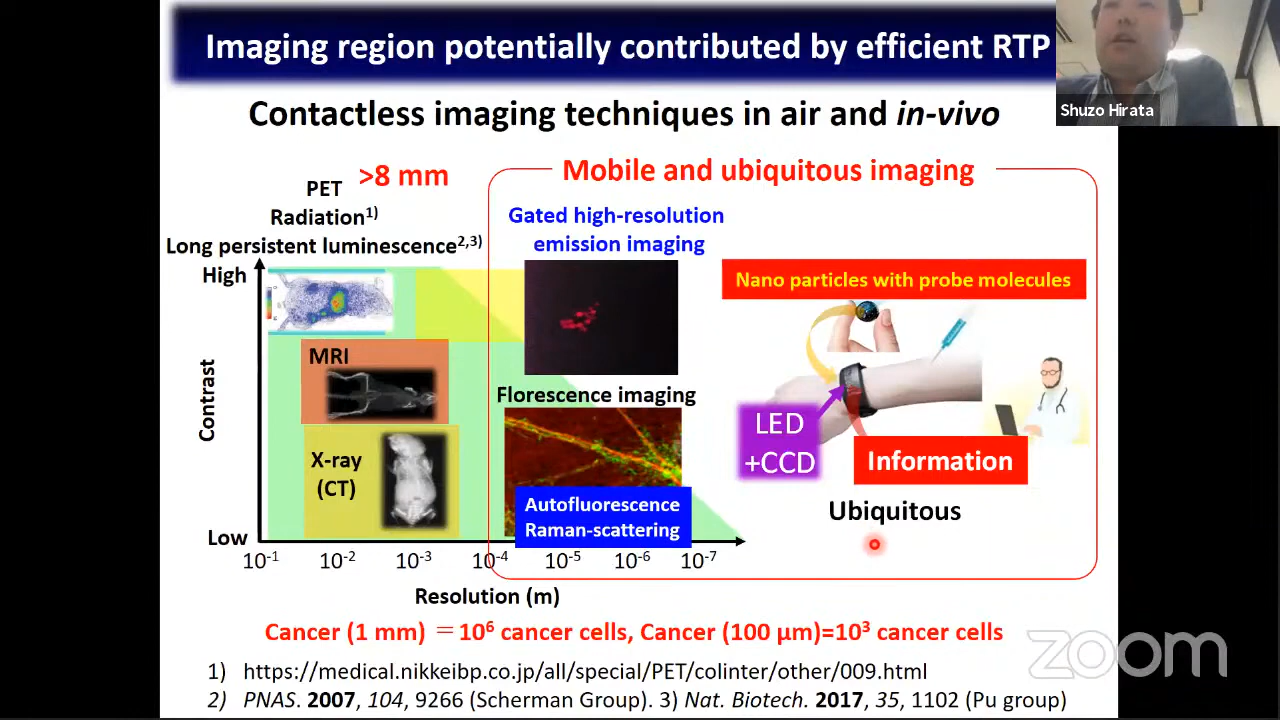 Imaging region potentially contributed by efficient RTP
Shuzo Hirata
Contactless imaging techniques in air and in-vivo
PET >8 mm
Radiation1)
Long persistent luminescence2,3)
Mobile and ubiquitous imaging
Gated high-resolution
emission imaging
High
Nano particles with probe molecules
MRI
Contrast
Florescence imaging
LED
+CCD
X-ray
(CT)
Information
Autofluorescence
Raman-scattering
Ubiquitous
Low
10-1 10-2 10-3 10-4 10-5 10-6 10-7
Resolution (m)
Cancer (1 mm) ＝106 cancer cells, Cancer (100 μm)=103 cancer cells
zoom
1) https://medical.nikkeibp.co.jp/all/special/PET/colinter/other/009.html
2) PNAS. 2007, 104, 9266 (Scherman Group). 3) Nat. Biotech. 2017, 35, 1102 (Pu group)